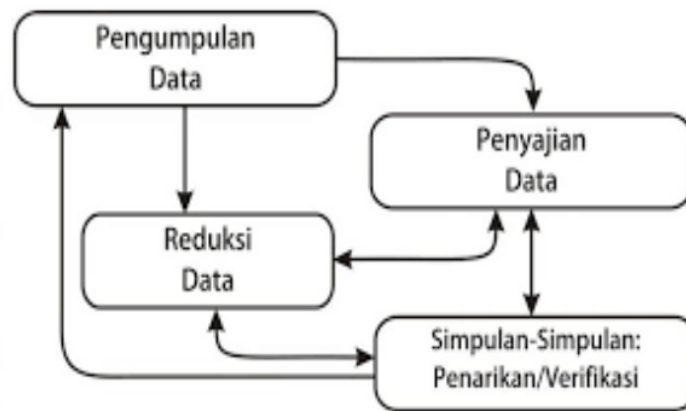 Pengumpulan
Data
Penyajian
Data
Reduksi
Data
Simpulan-Simpulan:
Penarikan/Verifikasi